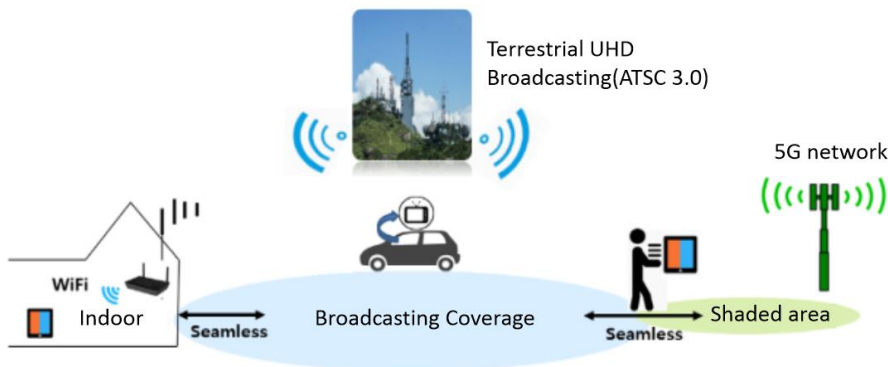 Terrestrial UHD
Broadcasting(ATSC 3.0)
5G network
WiFi
Indoor
Seamless
Broadcasting Coverage
Seamless
Shaded area